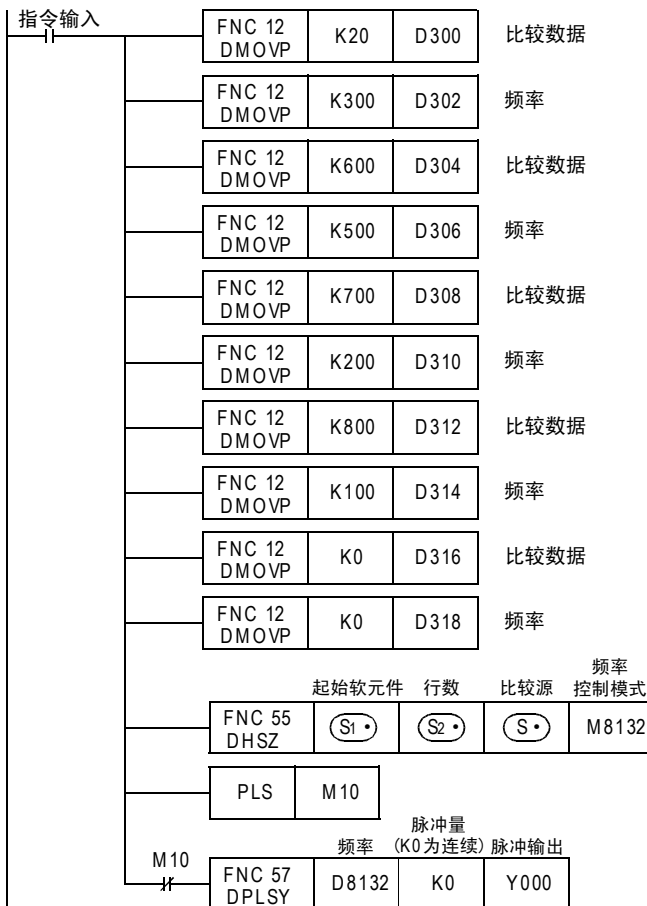 指令输入
FNC 12 DMOVP K20 D300 比较数据
FNC 12 DMOVP K300 D302 频率
FNC 12 DMOVP K600 D304 比较数据
FNC 12 DMOVP K500 D306 频率
FNC 12 DMOVP K700 D308 比较数据
FNC 12 DMOVP K200 D310 频率
FNC 12 DMOVP K800 D312 比较数据
FNC 12 DMOVP K100 D314 频率
FNC 12 DMOVP K0 D316 比较数据
FNC 12 DMOVP K0 D318 频率
起始软元件 行数 比较源 频率控制模式
FNC 55 DHSZ S1• S2• S• M8132
PLS M10
频率 脉冲量(K0为连续) 脉冲输出
M10
FNC 57 DPLSY D8132 K0 Y000